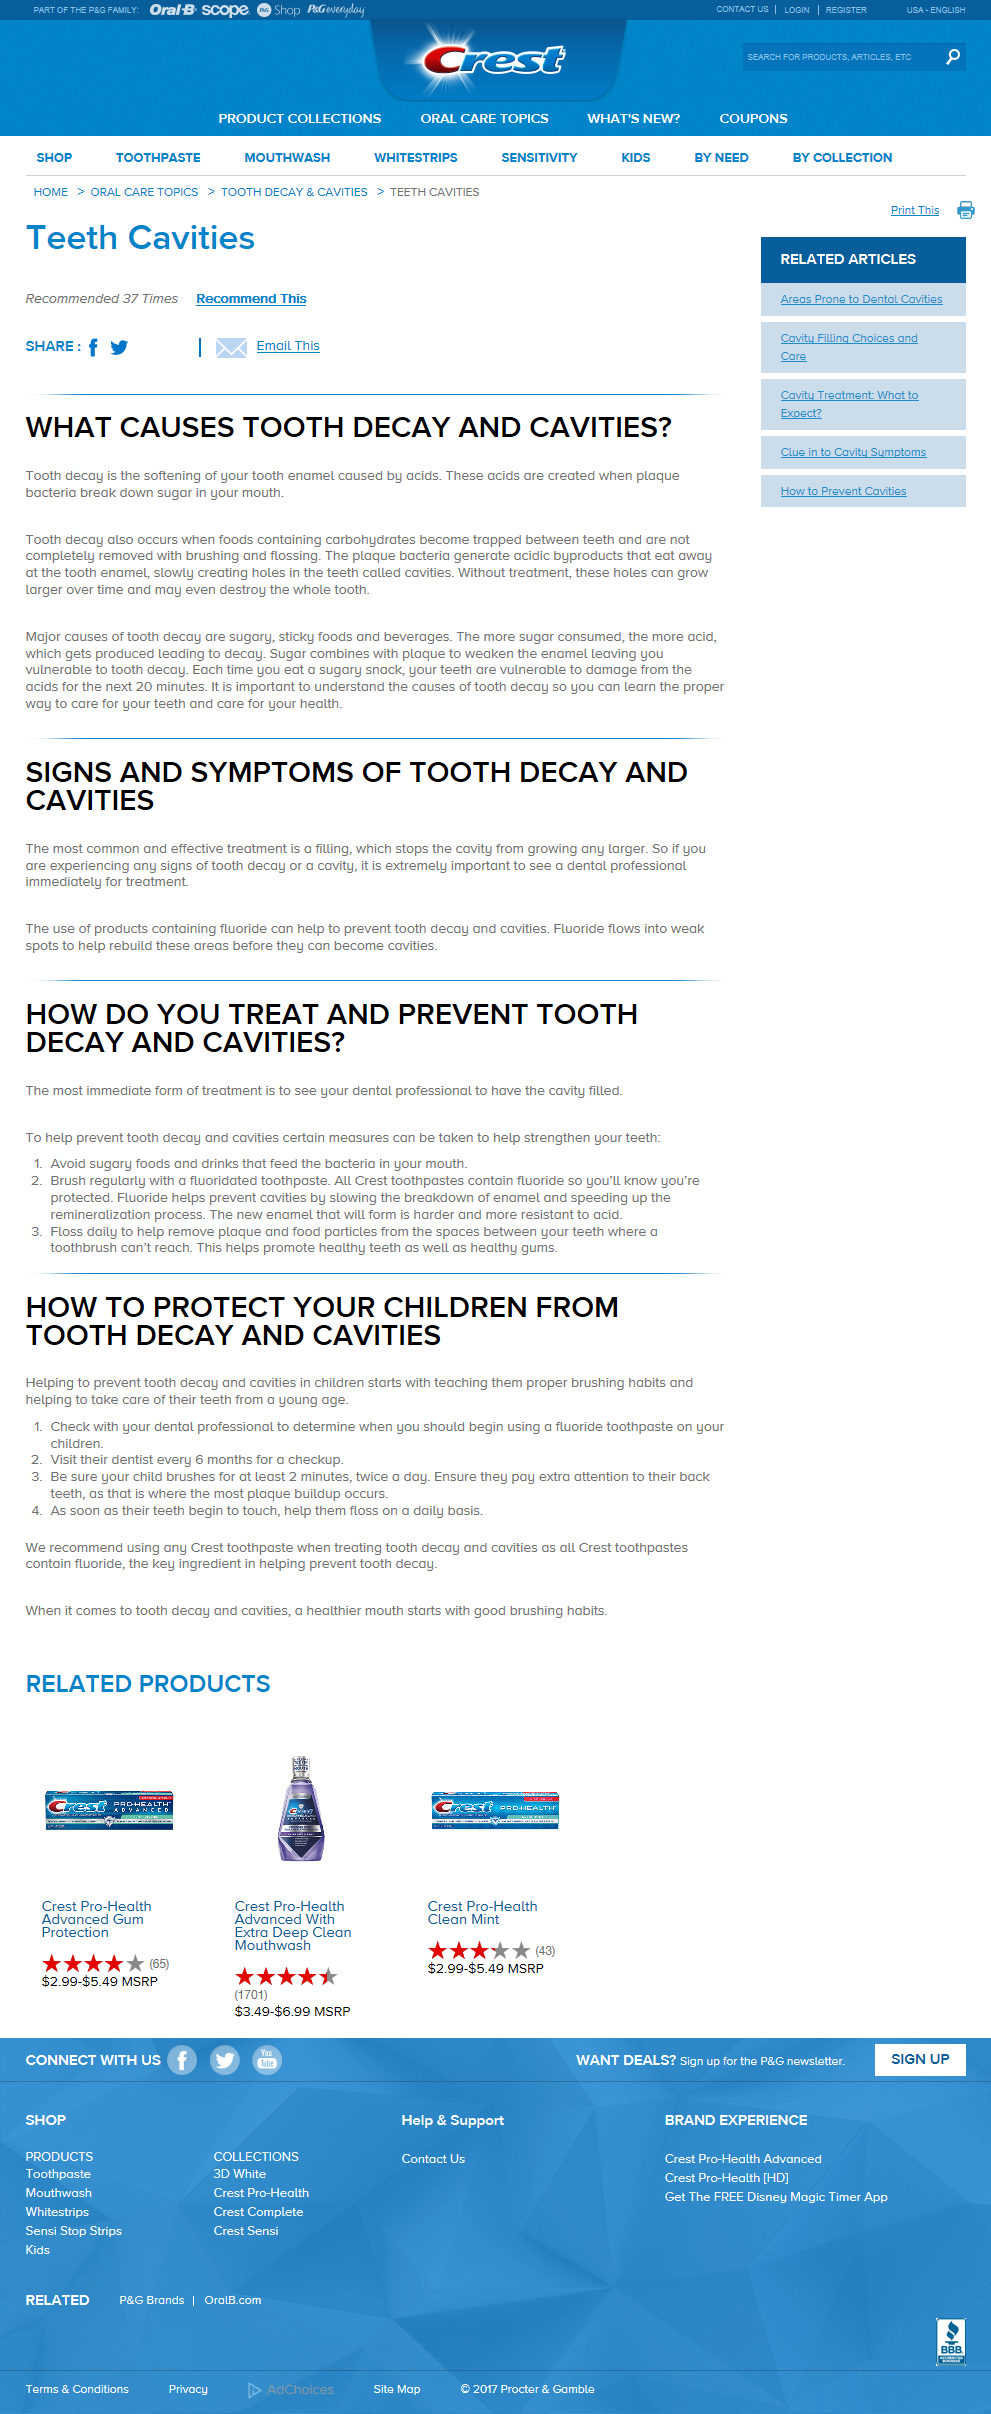 PART OF THE P&G FAMILY: Oral-B scope P&G Shop P&G everyday CONTACT US | LOGIN | REGISTER USA - ENGLISH
Crest
SEARCH FOR PRODUCTS, ARTICLES, ETC
PRODUCT COLLECTIONS ORAL CARE TOPICS WHAT'S NEW? COUPONS
SHOP TOOTHPASTE MOUTHWASH WHITESTRIPS SENSITIVITY KIDS BY NEED BY COLLECTION
HOME > ORAL CARE TOPICS > TOOTH DECAY & CAVITIES > TEETH CAVITIES
Print This
Teeth Cavities
Recommended 37 Times Recommend This
SHARE : | Email This
RELATED ARTICLES
Areas Prone to Dental Cavities
Cavity Filling Choices and
Care
Cavity Treatment: What to
Expect?
Clue in to Cavity Symptoms
How to Prevent Cavities
WHAT CAUSES TOOTH DECAY AND CAVITIES?
Tooth decay is the softening of your tooth enamel caused by acids. These acids are created when plaque
bacteria break down sugar in your mouth.
Tooth decay also occurs when foods containing carbohydrates become trapped between teeth and are not
completely removed with brushing and flossing. The plaque bacteria generate acidic byproducts that eat away
at the tooth enamel, slowly creating holes in the teeth called cavities. Without treatment, these holes can grow
larger over time and may even destroy the whole tooth.
Major causes of tooth decay are sugary, sticky foods and beverages. The more sugar consumed, the more acid,
which gets produced leading to decay. Sugar combines with plaque to weaken the enamel leaving you
vulnerable to tooth decay. Each time you eat a sugary snack, your teeth are vulnerable to damage from the
acids for the next 20 minutes. It is important to understand the causes of tooth decay so you can learn the proper
way to care for your teeth and care for your health.
SIGNS AND SYMPTOMS OF TOOTH DECAY AND
CAVITIES
The most common and effective treatment is a filling, which stops the cavity from growing any larger. So if you
are experiencing any signs of tooth decay or a cavity, it is extremely important to see a dental professional
immediately for treatment.
The use of products containing fluoride can help to prevent tooth decay and cavities. Fluoride flows into weak
spots to help rebuild these areas before they can become cavities.
HOW DO YOU TREAT AND PREVENT TOOTH
DECAY AND CAVITIES?
The most immediate form of treatment is to see your dental professional to have the cavity filled.
To help prevent tooth decay and cavities certain measures can be taken to help strengthen your teeth:
1. Avoid sugary foods and drinks that feed the bacteria in your mouth.
2. Brush regularly with a fluoridated toothpaste. All Crest toothpastes contain fluoride so you'll know you're
protected. Fluoride helps prevent cavities by slowing the breakdown of enamel and speeding up the
remineralization process. The new enamel that will form is harder and more resistant to acid.
3. Floss daily to help remove plaque and food particles from the spaces between your teeth where a
toothbrush can't reach. This helps promote healthy teeth as well as healthy gums.
HOW TO PROTECT YOUR CHILDREN FROM
TOOTH DECAY AND CAVITIES
Helping to prevent tooth decay and cavities in children starts with teaching them proper brushing habits and
helping to take care of their teeth from a young age.
1. Check with your dental professional to determine when you should begin using a fluoride toothpaste on your
children.
2. Visit their dentist every 6 months for a checkup.
3. Be sure your child brushes for at least 2 minutes, twice a day. Ensure they pay extra attention to their back
teeth, as that is where the most plaque buildup occurs.
4. As soon as their teeth begin to touch, help them floss on a daily basis.
We recommend using any Crest toothpaste when treating tooth decay and cavities as all Crest toothpastes
contain fluoride, the key ingredient in helping prevent tooth decay.
When it comes to tooth decay and cavities, a healthier mouth starts with good brushing habits.
RELATED PRODUCTS
Crest PRO-HEALTH
ADVANCED
Crest
Crest PRO-HEALTH
Crest Pro-Health
Advanced Gum
Protection
(65)
$2.99-$5.49 MSRP
Crest Pro-Health
Advanced With
Extra Deep Clean
Mouthwash
(1701)
$3.49-$6.99 MSRP
Crest Pro-Health
Clean Mint
(43)
$2.99-$5.49 MSRP
CONNECT WITH US You Tube WANT DEALS? Sign up for the P&G newsletter. SIGN UP
SHOP Help & Support BRAND EXPERIENCE
PRODUCTS COLLECTIONS Contact Us Crest Pro-Health Advanced
Toothpaste 3D White Crest Pro-Health [HD]
Mouthwash Crest Pro-Health Get The FREE Disney Magic Timer App
Whitestrips Crest Complete
Sensi Stop Strips Crest Sensi
Kids
RELATED P&G Brands | OralB.com
BBB
ACCREDITED
BUSINESS
Terms & Conditions Privacy AdChoices Site Map © 2017 Procter & Gamble